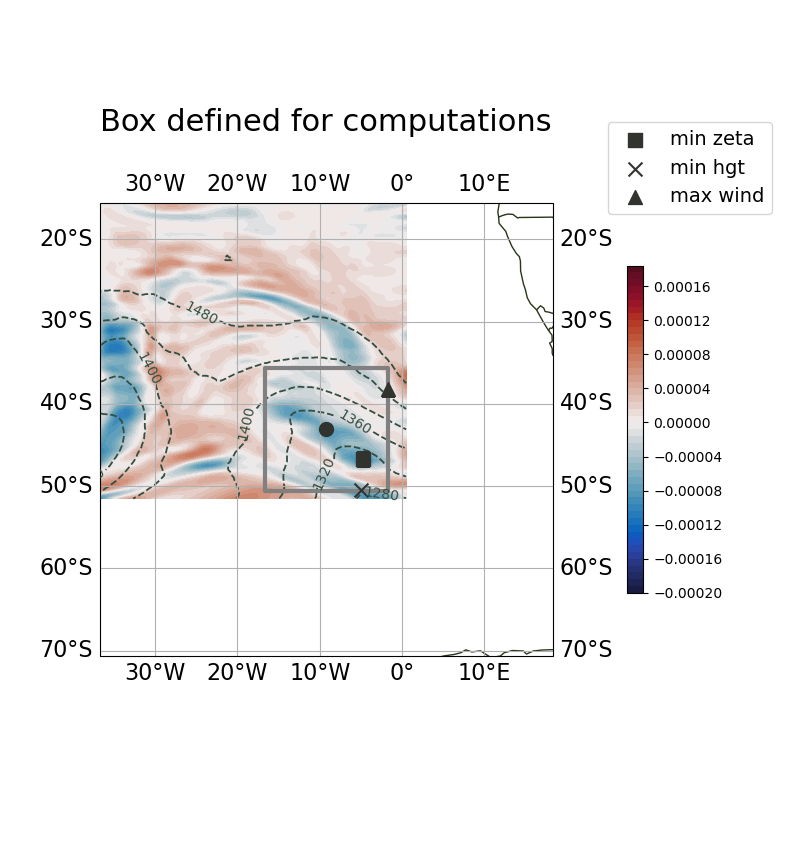 Box defined for computations
min zeta
min hgt
max wind
30°W 20°W 10°W 0° 10°E
20°S 20°S
30°S 30°S
40°S 40°S
50°S 50°S
60°S 60°S
70°S 70°S
30°W 20°W 10°W 0° 10°E
1480
1400
1400
1360
1320
1280
0.00016
0.00012
0.00008
0.00004
0.00000
−0.00004
−0.00008
−0.00012
−0.00016
−0.00020